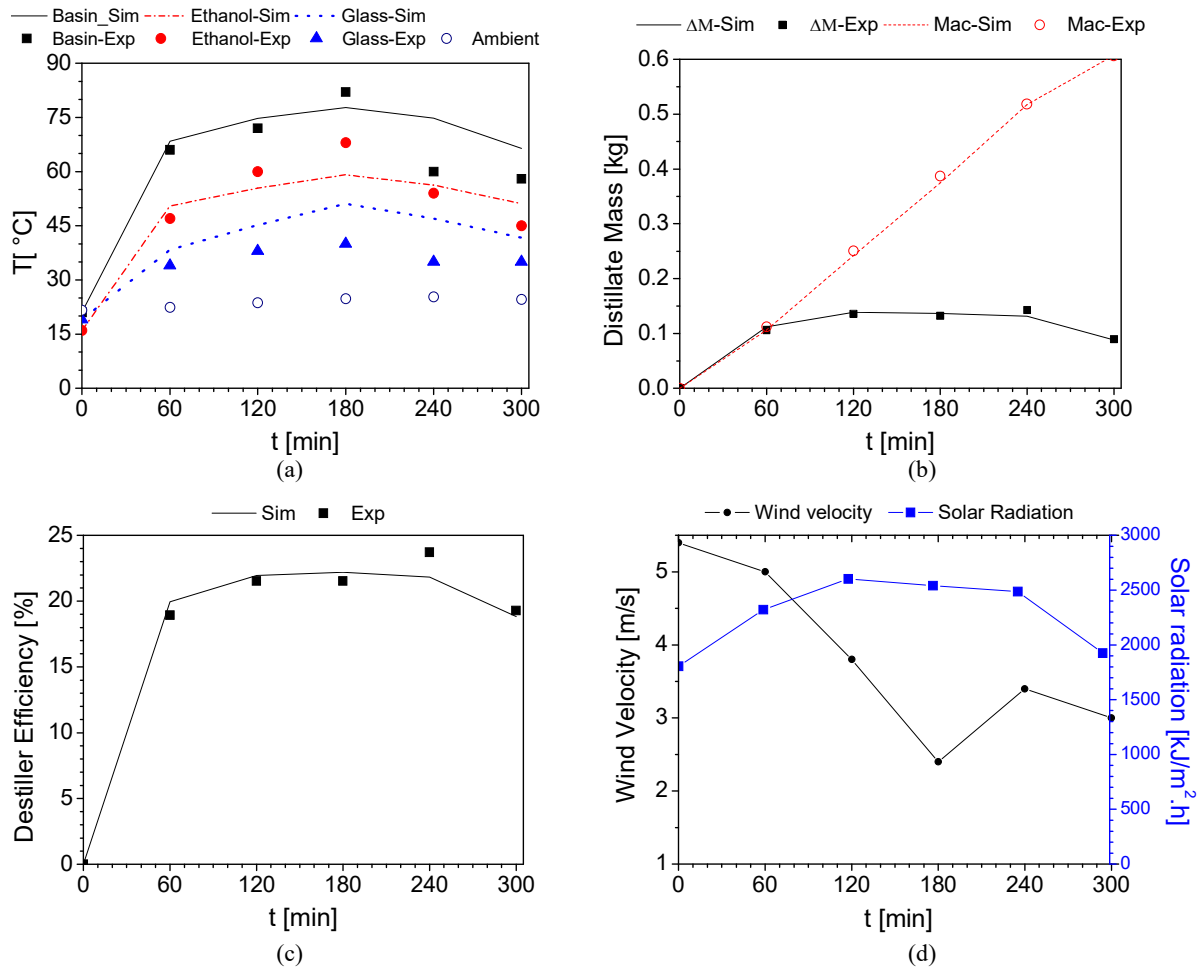 Basin_Sim Ethanol-Sim Glass-Sim
Basin-Exp Ethanol-Exp Glass-Exp Ambient
90
75
60
45
30
15
0
T[ °C]
0 60 120 180 240 300
t [min]
(a)
ΔM-Sim ΔM-Exp Mac-Sim Mac-Exp
0.6
0.5
0.4
0.3
0.2
0.1
0.0
Distillate Mass [kg]
0 60 120 180 240 300
t [min]
(b)
Sim Exp
25
20
15
10
5
0
Destiller Efficiency [%]
0 60 120 180 240 300
t [min]
(c)
Wind velocity Solar Radiation
5
4
3
2
1
Wind Velocity [m/s]
3000
2500
2000
1500
1000
500
0
Solar radiation [kJ/m².h]
0 60 120 180 240 300
t [min]
(d)